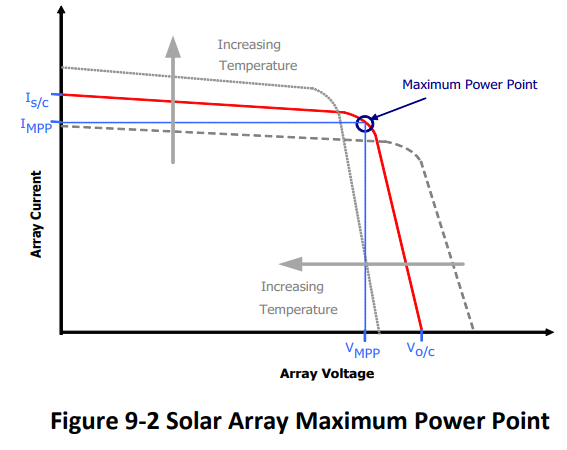 Increasing
Temperature
Maximum Power Point
IS/C
IMPP
Array Current
Increasing
Temperature
VMPP
VO/C
Array Voltage
Figure 9-2 Solar Array Maximum Power Point